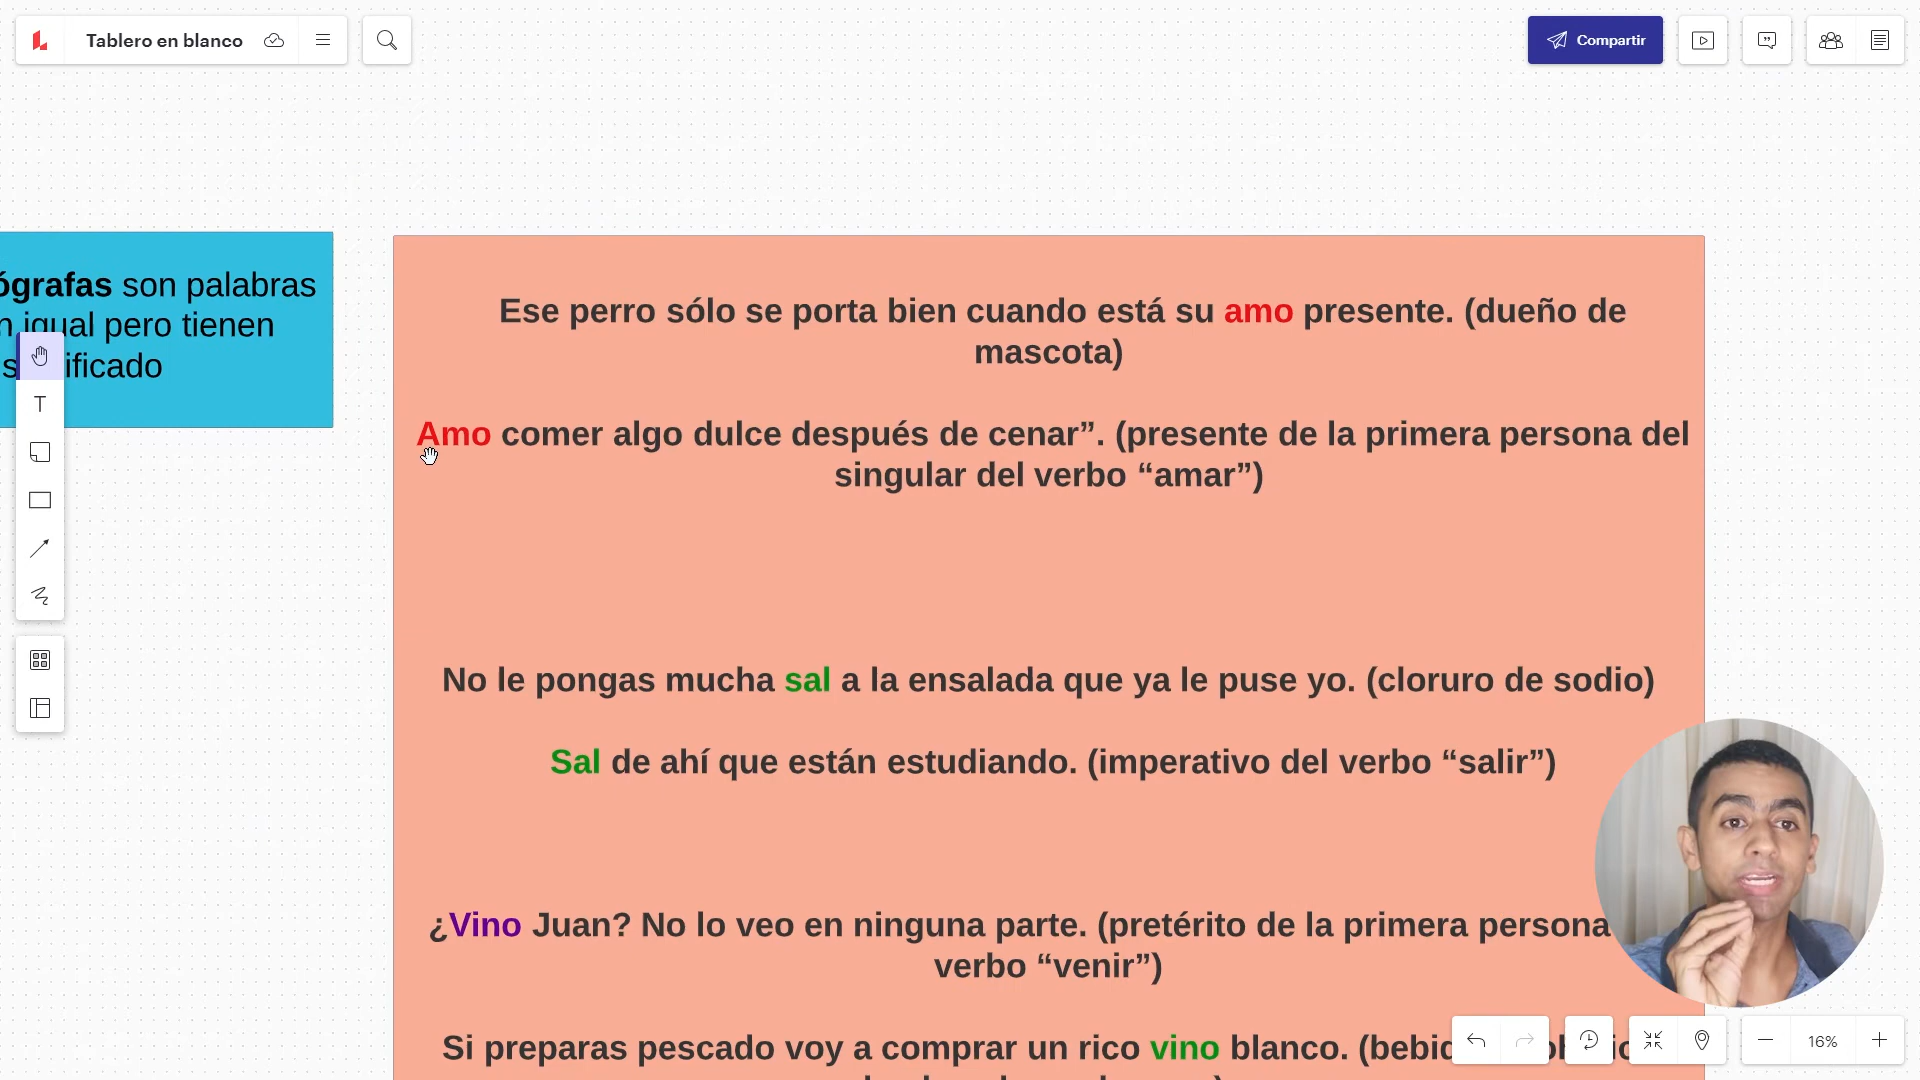 Tablero en blanco
Compartir
ógrafas son palabras
igual pero tienen
ificado
Ese perro sólo se porta bien cuando está su amo presente. (dueño de
mascota)
Amo comer algo dulce después de cenar”. (presente de la primera persona del
singular del verbo “amar”)
No le pongas mucha sal a la ensalada que ya le puse yo. (cloruro de sodio)
Sal de ahí que están estudiando. (imperativo del verbo “salir”)
¿Vino Juan? No lo veo en ninguna parte. (pretérito de la primera persona
verbo “venir”)
Si preparas pescado voy a comprar un rico vino blanco.
16%